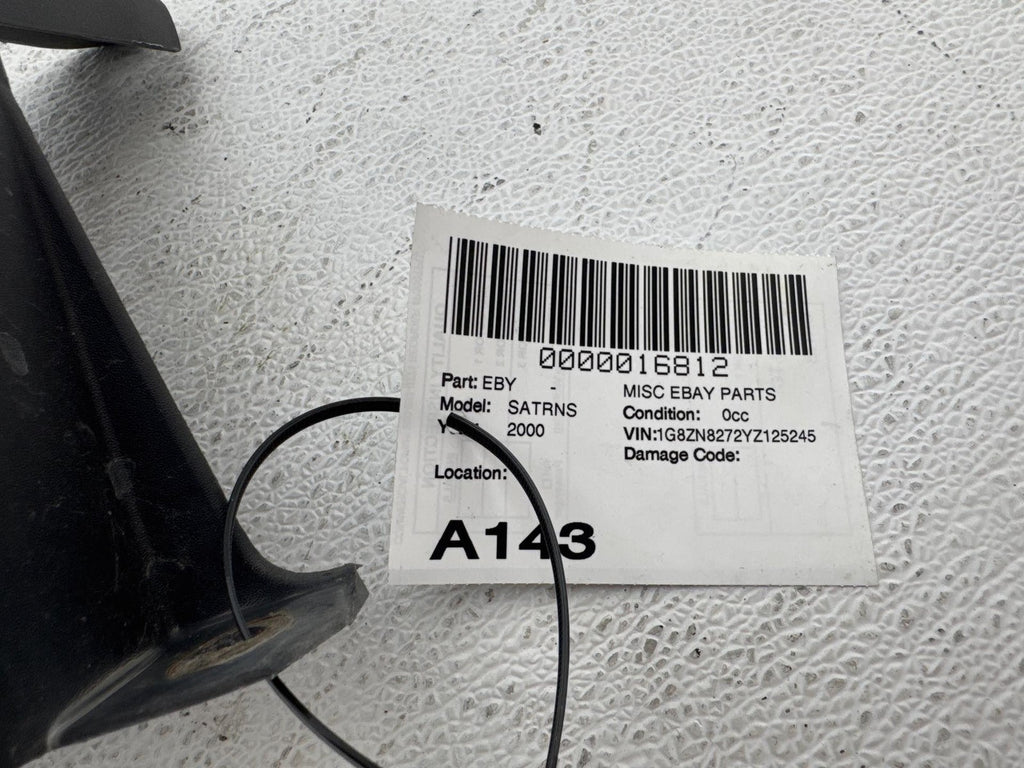 0000016812
Part: EBY -
MISC EBAY PARTS
Model: SATRNS
Condition: 0cc
2000
VIN:1G8ZN8272YZ125245
Damage Code:
Location:
A143